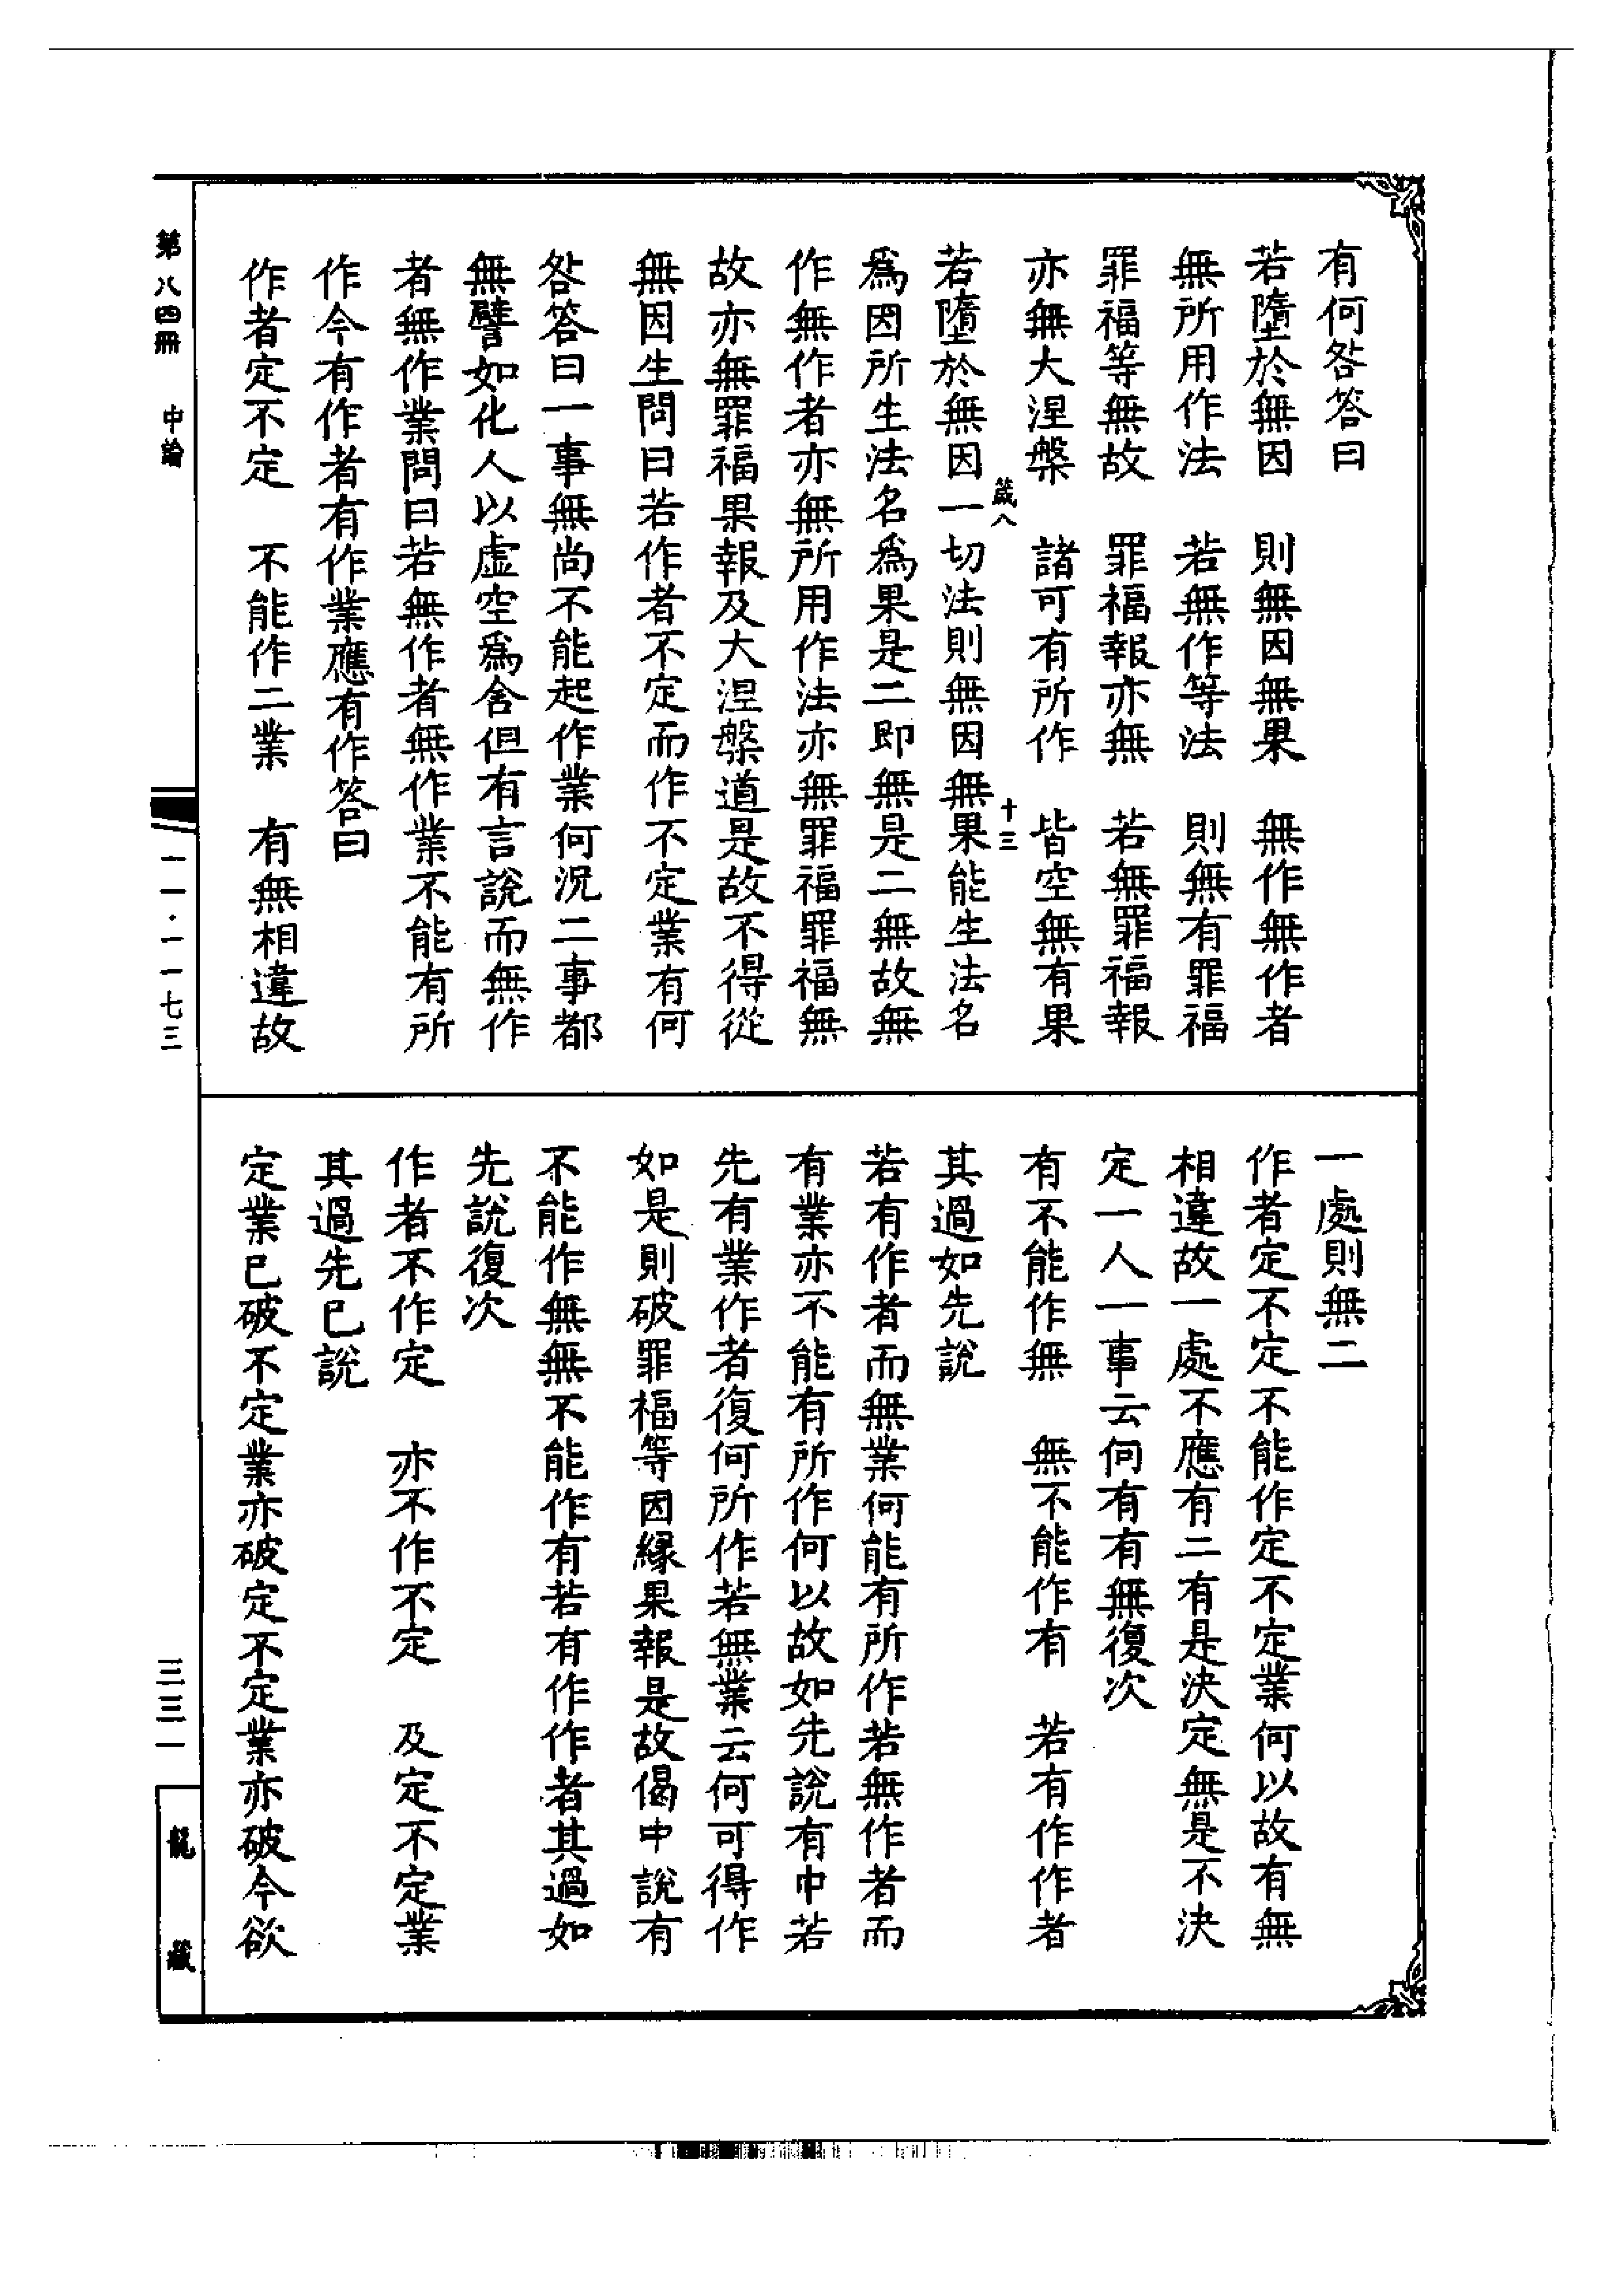 有何咎答曰
若墮於無因　則無因無果　無作無作者
無所用作法　若無作等法　則無有罪福
罪福等無故　罪福報亦無　若無罪福報
亦無大涅槃　諸可有所作　皆空無有果
箴八　十三
若墮於無因一切法則無因無果能生法名
爲因所生法名爲果是二即無是二無故無
作無作者亦無所用作法亦無罪福罪福無
故亦無罪福果報及大涅槃道是故不得從
無因生問曰若作者不定而作不定業有何
咎答曰一事無尚不能起作業何況二事都
無譬如化人以虛空爲舍但有言說而無作
者無作業問曰若無作者無作業不能有所
作今有作者有作業應有作答曰
作者定不定　不能作二業　有無相違故
一處則無二
作者定不定不能作定不定業何以故有無
相違故一處不應有二有是決定無是不決
定一人一事云何有有無復次
有不能作無　無不能作有　若有作作者
其過如先說
若有作者而無業何能有所作若無作者而
有業亦不能有所作何以故如先說有中若
先有業作者復何所作若無業云何可得作
如是則破罪福等因緣果報是故偈中說有
不能作無無不能作有若有作作者其過如
先說復次
作者不作定　亦不作不定　及定不定業
其過先已說
定業已破不定業亦破定不定業亦破今欲
第八四冊　中論
一一·一一七三
三三一
龍藏